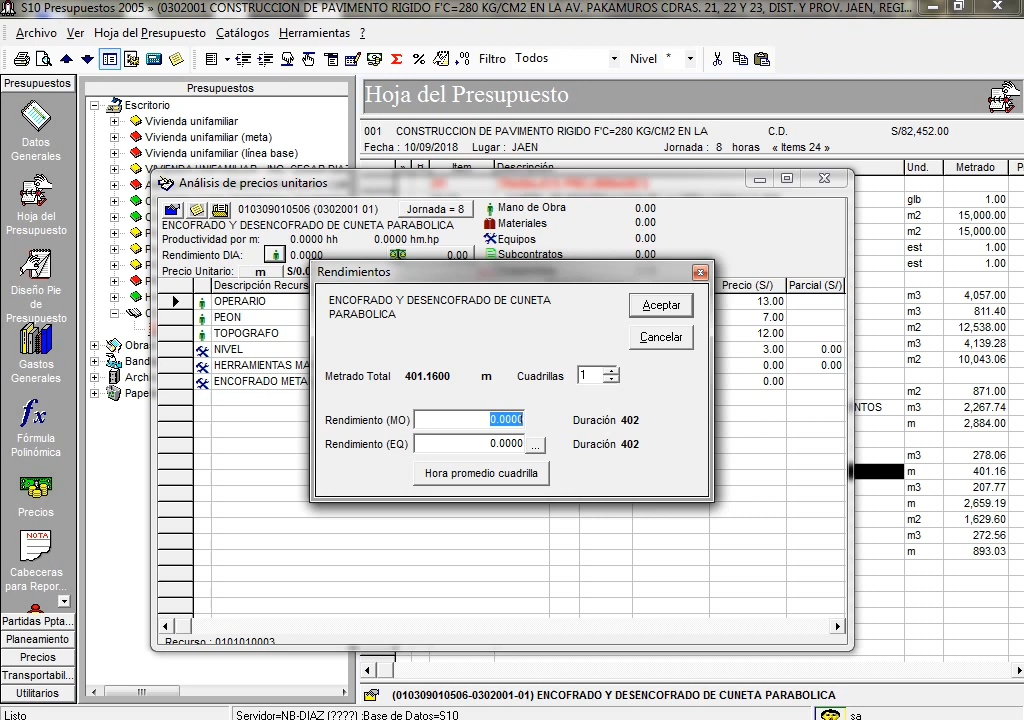 S10 Presupuestos 2005 » (0302001 CONSTRUCCION DE PAVIMENTO RIGIDO F'C=280 KG/CM2 EN LA AV. PAKAMUROS CDRAS. 21, 22 Y 23, DIST. Y PROV. JAEN, REGI...
Archivo Ver Hoja del Presupuesto Catálogos Herramientas ?
Filtro Todos Nivel *
Presupuestos
Datos
Generales
Hoja del
Presupuesto
Diseño Pie
de
Presupuesto
Gastos
Generales
Fórmula
Polinómica
Precios
NOTA
Cabeceras
para Repor...
Partidas Ppta...
Planeamiento
Precios
Transportabil...
Utilitarios
Presupuestos
Escritorio
Vivienda unifamiliar
Vivienda unifamiliar (meta)
Vivienda unifamiliar (línea base)
Obra
Band
Arch
Pape
Hoja del Presupuesto
001 CONSTRUCCION DE PAVIMENTO RIGIDO F'C=280 KG/CM2 EN LA C.D. S/82,452.00
Fecha : 10/09/2018 Lugar : JAEN Jornada : 8 horas « Items 24 »
Item Descripción Und. Metrado P
glb 1.00
m2 15,000.00
m2 15,000.00
est 1.00
est 1.00
m3 4,057.00
m3 811.40
m2 12,538.00
m3 4,139.28
m2 10,043.06
m2 871.00
NTOS m3 2,267.74
m 2,884.00
m3 278.06
m 401.16
m3 207.77
m 2,659.19
m2 1,629.60
m3 272.56
m 893.03
Análisis de precios unitarios
010309010506 (0302001 01) Jornada = 8
ENCOFRADO Y DESENCOFRADO DE CUNETA PARABOLICA
Productividad por m: 0.0000 hh 0.0000 hm.hp
Rendimiento DIA: 0.0000 0.00
Precio Unitario: m S/0.0
Mano de Obra 0.00
Materiales 0.00
Equipos 0.00
Subcontratos 0.00
Descripción Recurs Precio (S/) Parcial (S/)
OPERARIO 13.00
PEON 7.00
TOPOGRAFO 12.00
NIVEL 3.00 0.00
HERRAMIENTAS MA 0.00 0.00
ENCOFRADO META 0.00
Recurso : 0101010003
Rendimientos
ENCOFRADO Y DESENCOFRADO DE CUNETA
PARABOLICA
Aceptar
Cancelar
Metrado Total 401.1600 m Cuadrillas 1
Rendimiento (MO) 0.0000 Duración 402
Rendimiento (EQ) 0.0000 ... Duración 402
Hora promedio cuadrilla
(010309010506-0302001-01) ENCOFRADO Y DESENCOFRADO DE CUNETA PARABOLICA
Listo Servidor=NB-DIAZ (????) ;Base de Datos=S10 sa